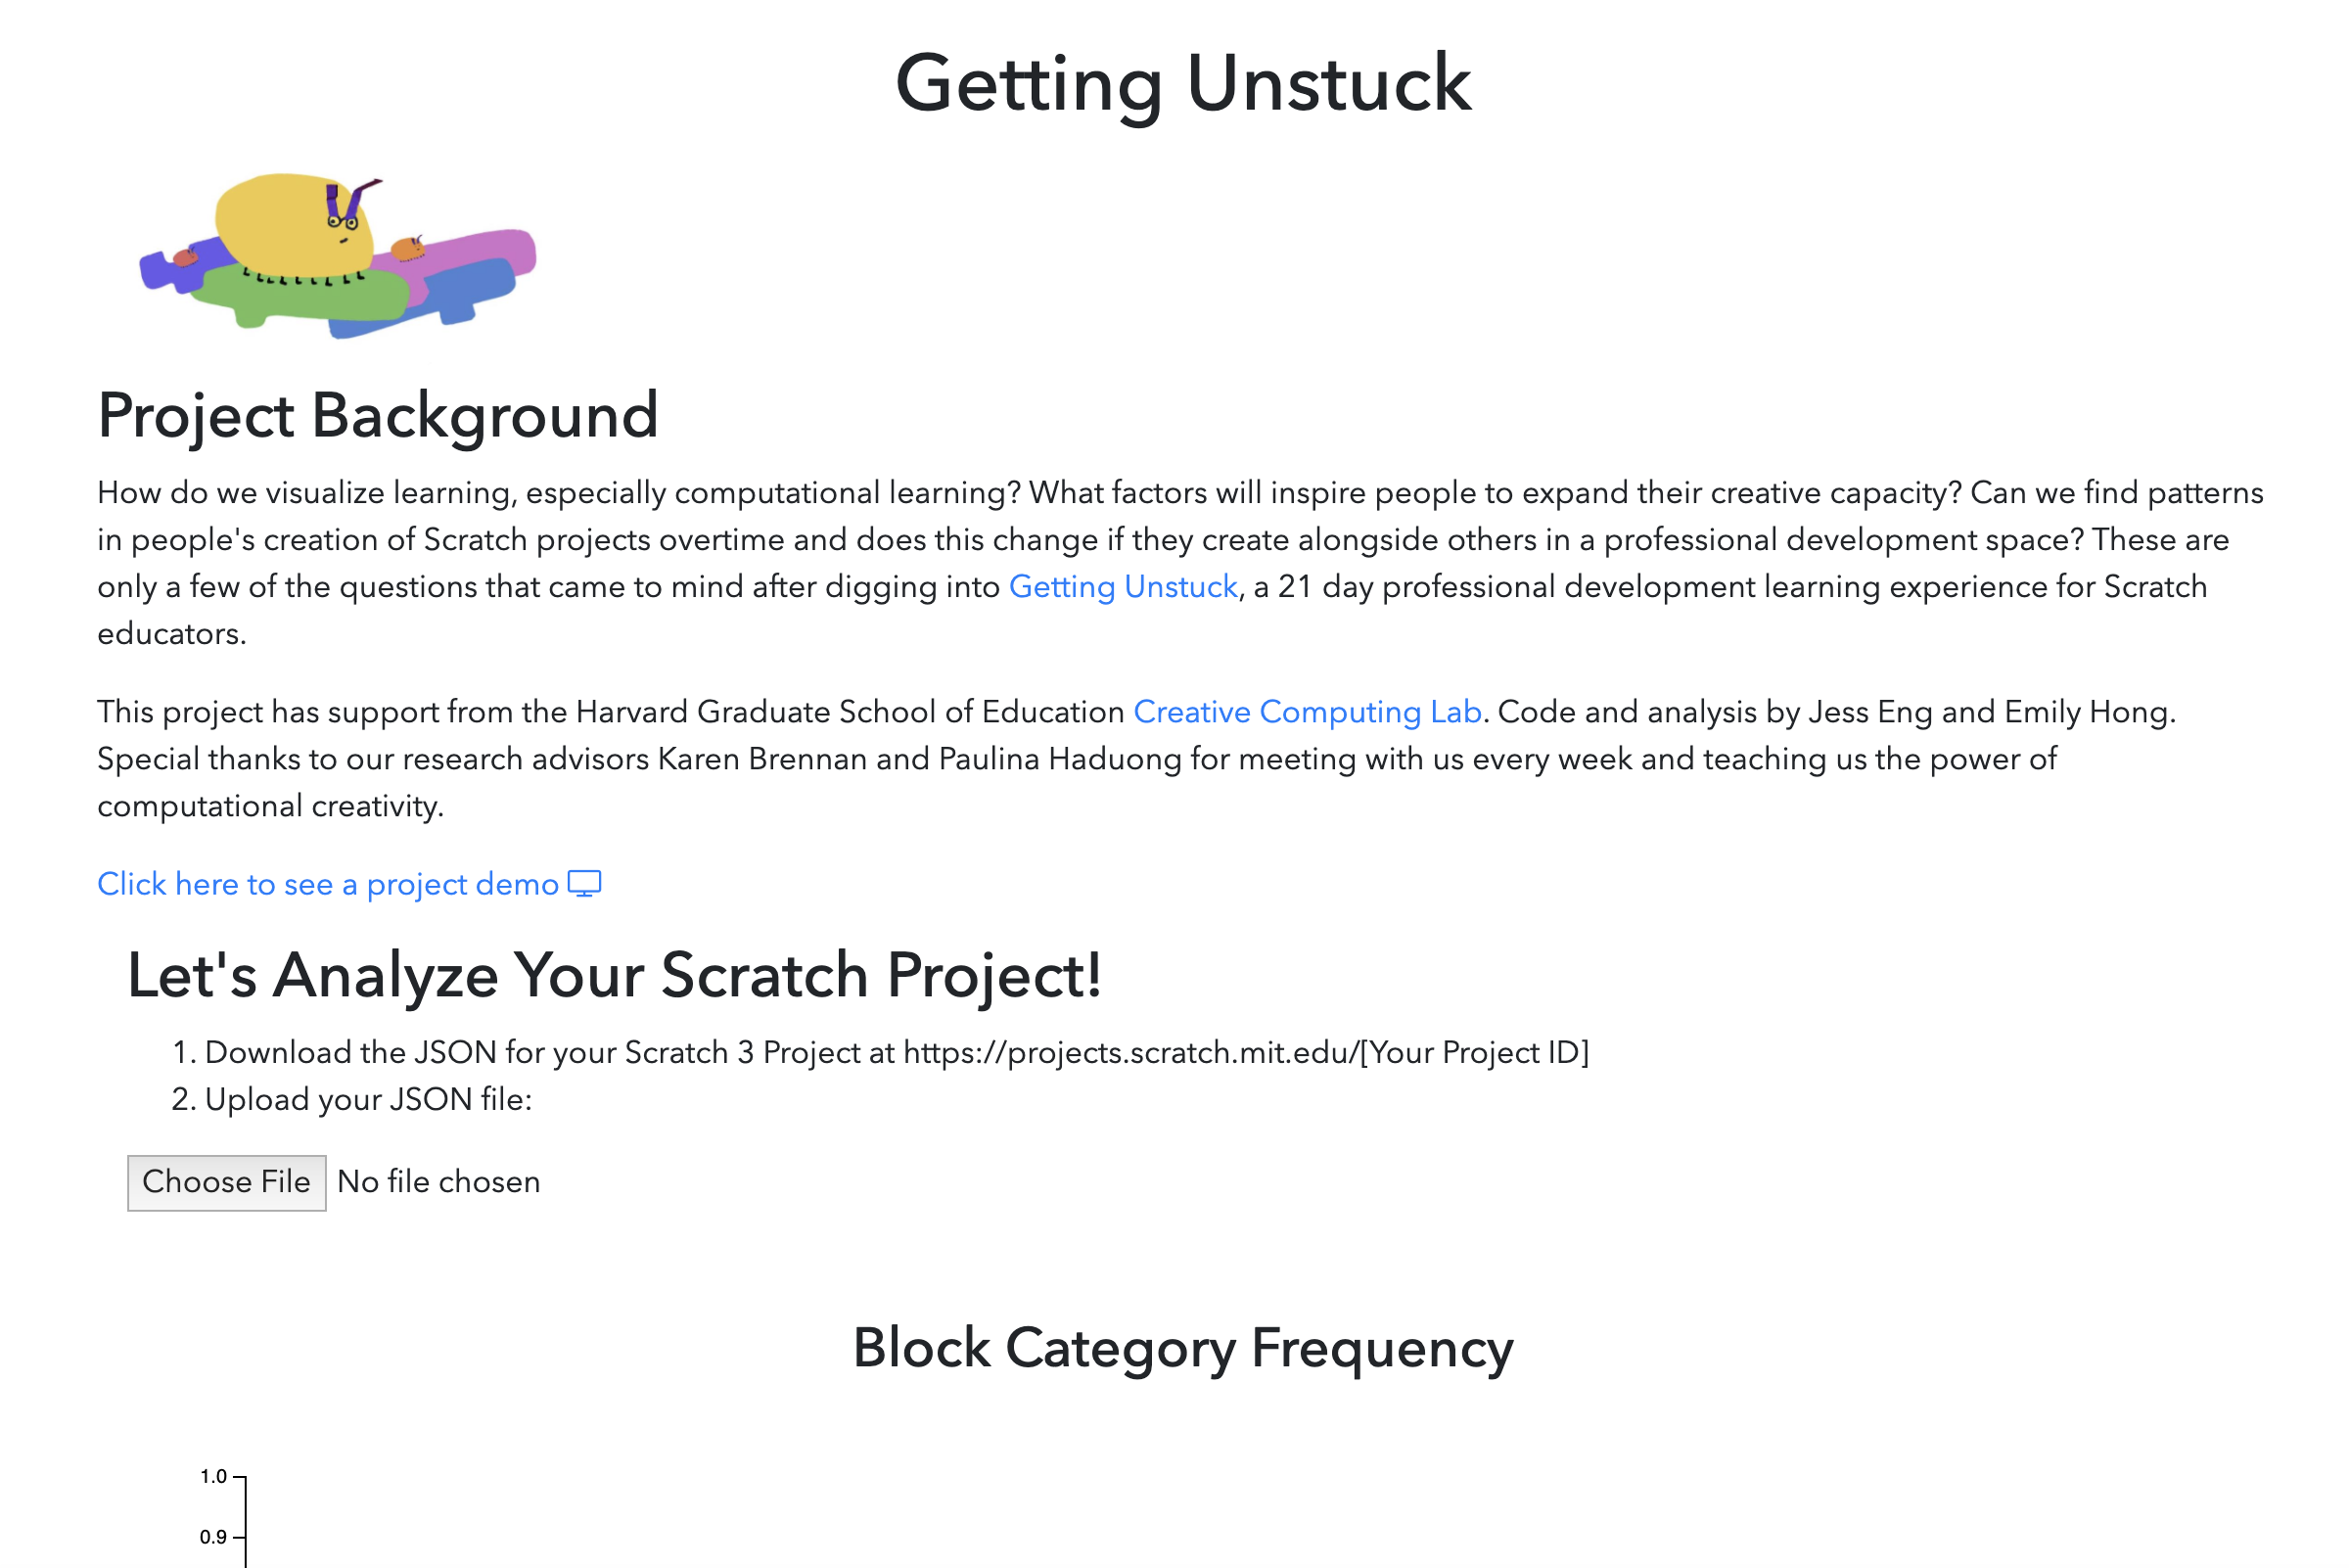 Getting Unstuck
Project Background
How do we visualize learning, especially computational learning? What factors will inspire people to expand their creative capacity? Can we find patterns
in people's creation of Scratch projects overtime and does this change if they create alongside others in a professional development space? These are
only a few of the questions that came to mind after digging into Getting Unstuck, a 21 day professional development learning experience for Scratch
educators.
This project has support from the Harvard Graduate School of Education Creative Computing Lab. Code and analysis by Jess Eng and Emily Hong.
Special thanks to our research advisors Karen Brennan and Paulina Haduong for meeting with us every week and teaching us the power of
computational creativity.
Click here to see a project demo
Let's Analyze Your Scratch Project!
1. Download the JSON for your Scratch 3 Project at https://projects.scratch.mit.edu/[Your Project ID]
2. Upload your JSON file:
Choose File No file chosen
Block Category Frequency
1.0
0.9